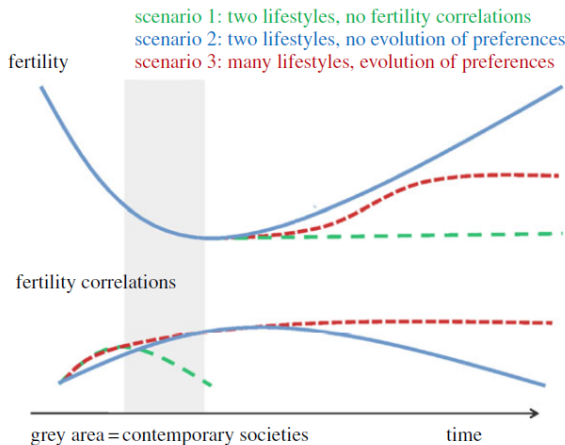 scenario 1: two lifestyles, no fertility correlations
scenario 2: two lifestyles, no evolution of preferences
fertility
scenario 3: many lifestyles, evolution of preferences
fertility correlations
grey area = contemporary societies
time